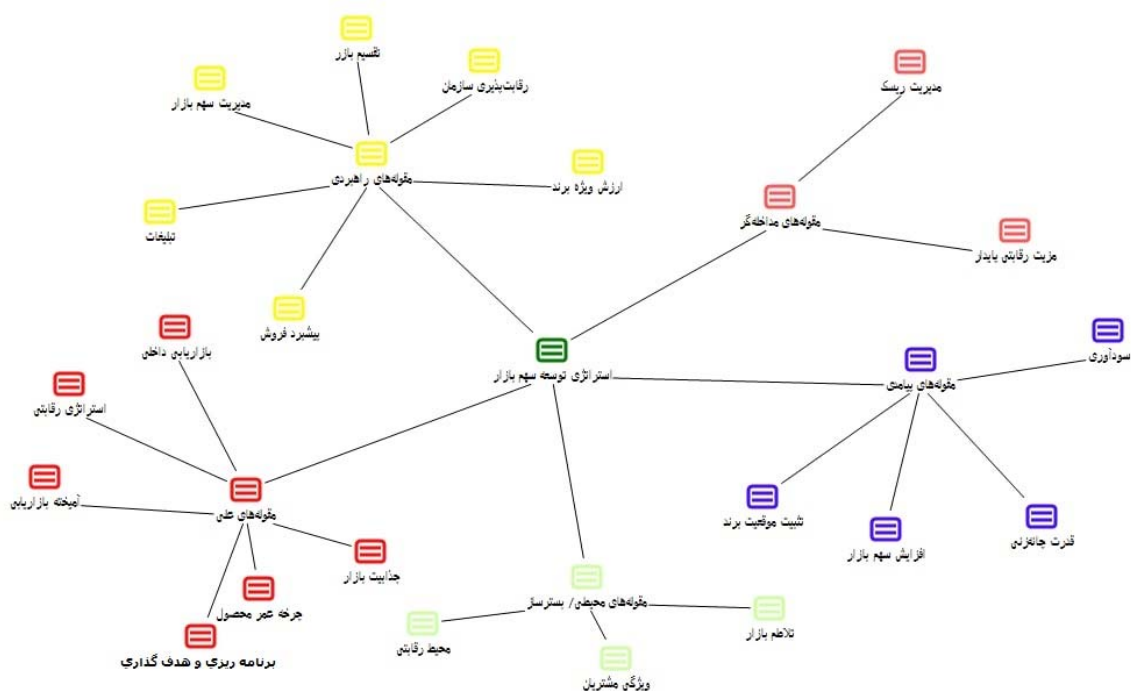 تقسیم بازر
رقابت‌پذیری سازمان
مدیریت سهم بازار
مقوله‌های راهبردی
ارزش ویژه برند
تبلیغات
پیشبرد فروش
مدیریت ریسک
مقوله‌های مداخله‌گر
مزیت رقابتی پایدار
استراتژی توسعه سهم بازار
سودآوری
مقوله‌های پیامدی
تثبیت موقعیت برند
افزایش سهم بازار
قدرت چانه‌زنی
بازاریابی داخلی
استراتژی رقابتی
آمیخته بازاریابی
مقوله‌های علی
جذابیت بازار
چرخه عمر محصول
برنامه ريزي و هدف گذاري
مقوله‌های محیطی/ بسترساز
محیط رقابتی
تلاطم بازار
ویژگی مشتریان